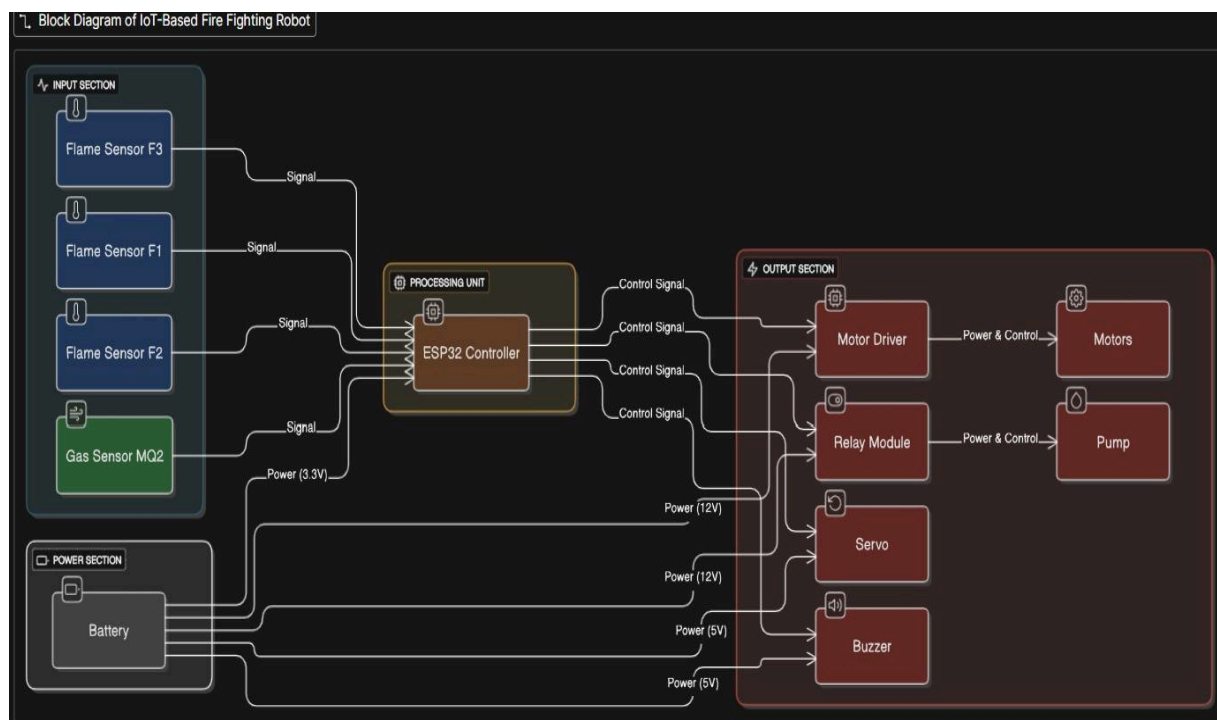 Block Diagram of IoT-Based Fire Fighting Robot
INPUT SECTION
Flame Sensor F3
Signal
Flame Sensor F1
Signal
Flame Sensor F2
Signal
Gas Sensor MQ2
Signal
Power (3.3V)
POWER SECTION
Battery
PROCESSING UNIT
ESP32 Controller
Control Signal
Control Signal
Control Signal
Control Signal
Power (12V)
Power (12V)
Power (5V)
Power (5V)
OUTPUT SECTION
Motor Driver
Power & Control
Motors
Relay Module
Power & Control
Pump
Servo
Buzzer